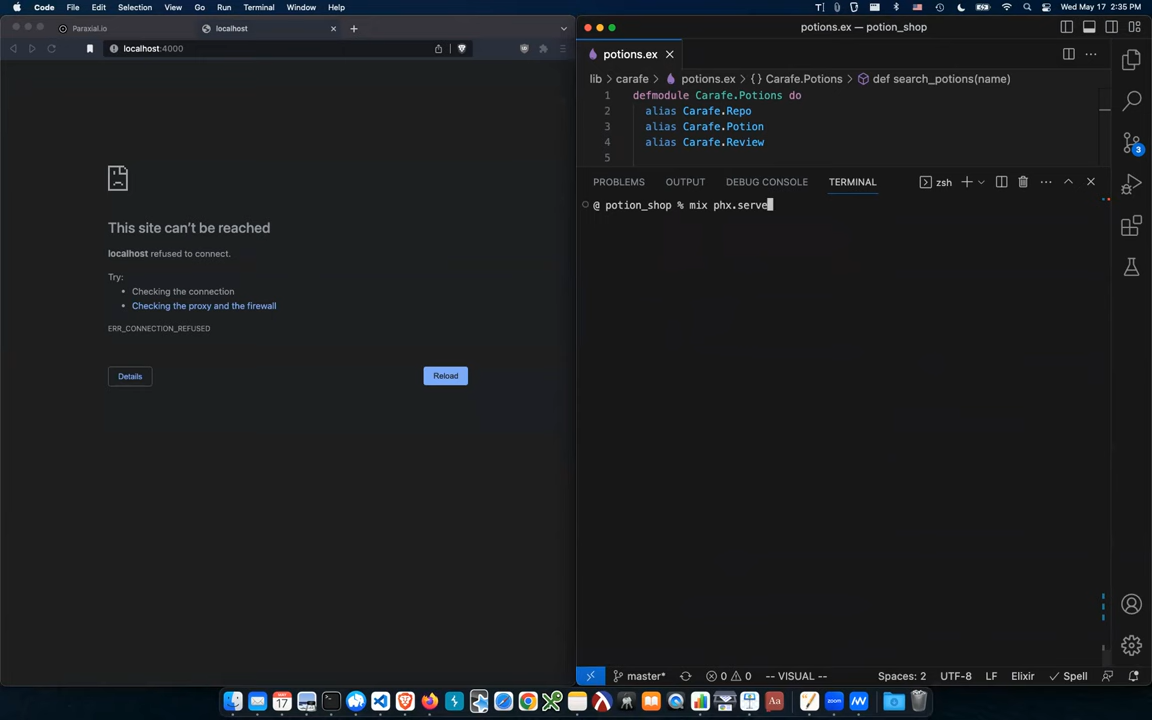 Code File Edit Selection View Go Run Terminal Window Help Wed May 17 2:35 PM
Paraxial.io
localhost
localhost:4000
This site can't be reached
localhost refused to connect.
Try:
• Checking the connection
• Checking the proxy and the firewall
ERR_CONNECTION_REFUSED
Details
Reload
potions.ex — potion_shop
potions.ex
lib > carafe > potions.ex > {} Carafe.Potions > def search_potions(name)
1 defmodule Carafe.Potions do
2 alias Carafe.Repo
3 alias Carafe.Potion
4 alias Carafe.Review
5
PROBLEMS OUTPUT DEBUG CONSOLE TERMINAL zsh
@ potion_shop % mix phx.serve
3
master* 0 0 -- VISUAL -- Spaces: 2 UTF-8 LF Elixir Spell
17